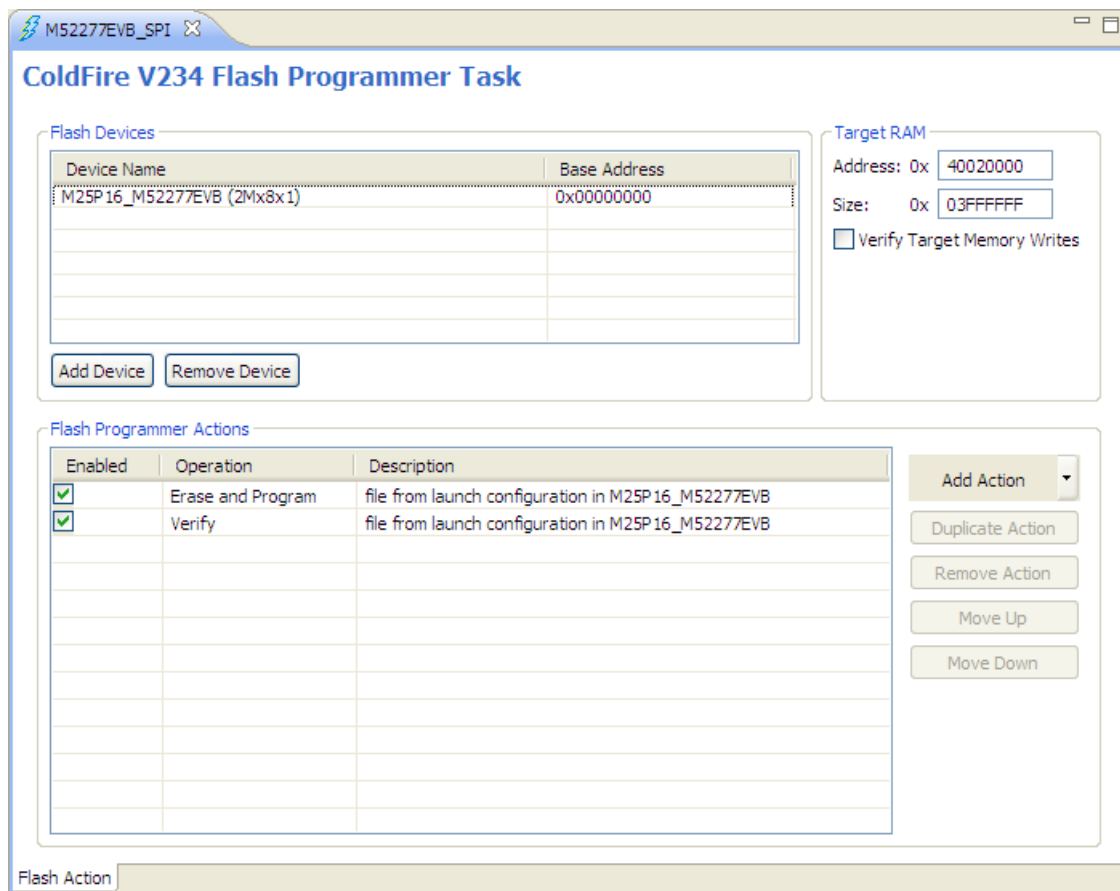 M52277EVB_SPI
ColdFire V234 Flash Programmer Task
Flash Devices
Device Name Base Address
M25P16_M52277EVB (2Mx8x1) 0x00000000
Add Device Remove Device
Target RAM
Address: 0x 40020000
Size: 0x 03FFFFFF
Verify Target Memory Writes
Flash Programmer Actions
Enabled Operation Description
Erase and Program file from launch configuration in M25P16_M52277EVB
Verify file from launch configuration in M25P16_M52277EVB
Add Action
Duplicate Action
Remove Action
Move Up
Move Down
Flash Action